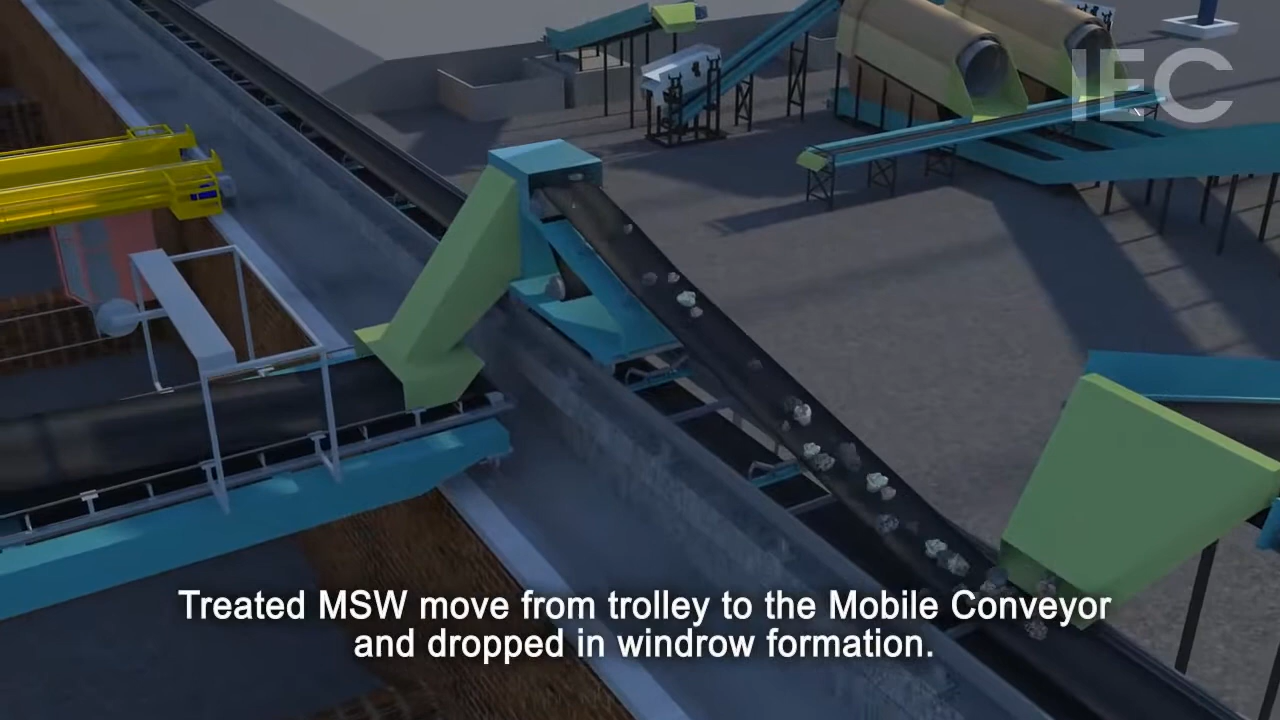 IEC
Treated MSW move from trolley to the Mobile Conveyor
and dropped in windrow formation.